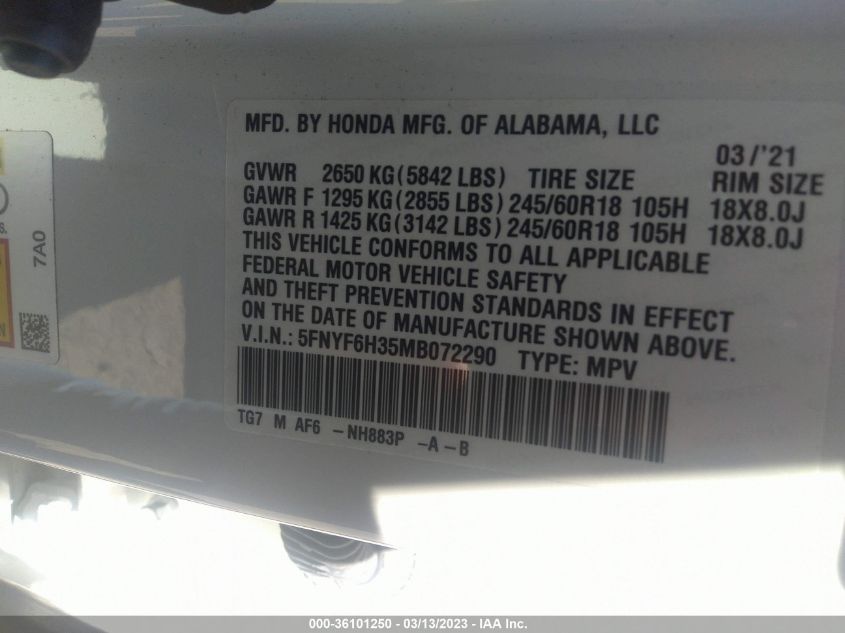 MFD. BY HONDA MFG. OF ALABAMA, LLC
03/'21
GVWR 2650 KG (5842 LBS) TIRE SIZE RIM SIZE
GAWR F 1295 KG (2855 LBS) 245/60R18 105H 18X8.0J
GAWR R 1425 KG (3142 LBS) 245/60R18 105H 18X8.0J
THIS VEHICLE CONFORMS TO ALL APPLICABLE
FEDERAL MOTOR VEHICLE SAFETY
AND THEFT PREVENTION STANDARDS IN EFFECT
ON THE DATE OF MANUFACTURE SHOWN ABOVE.
V.I.N.: 5FNYF6H35MB072290 TYPE: MPV
TG7 M AF6 -NH883P -A-B
7A0
000-36101250 - 03/13/2023 - IAA Inc.